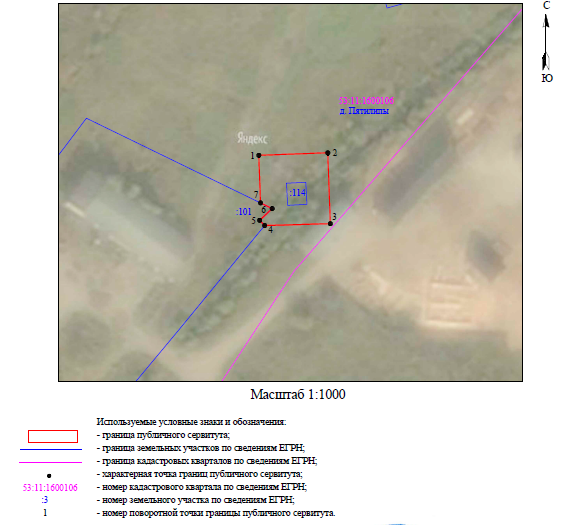 С
Ю
53:11:1600106
д. Пятилипы
Яндекс
1
2
7
:114
:101
6
5
4
3
Масштаб 1:1000
Используемые условные знаки и обозначения:
- граница публичного сервитута;
- граница земельных участков по сведениям ЕГРН;
- граница кадастровых кварталов по сведениям ЕГРН;
- характерная точка границ публичного сервитута;
53:11:1600106 - номер кадастрового квартала по сведениям ЕГРН;
:3 - номер земельного участка по сведениям ЕГРН;
1 - номер поворотной точки границы публичного сервитута.